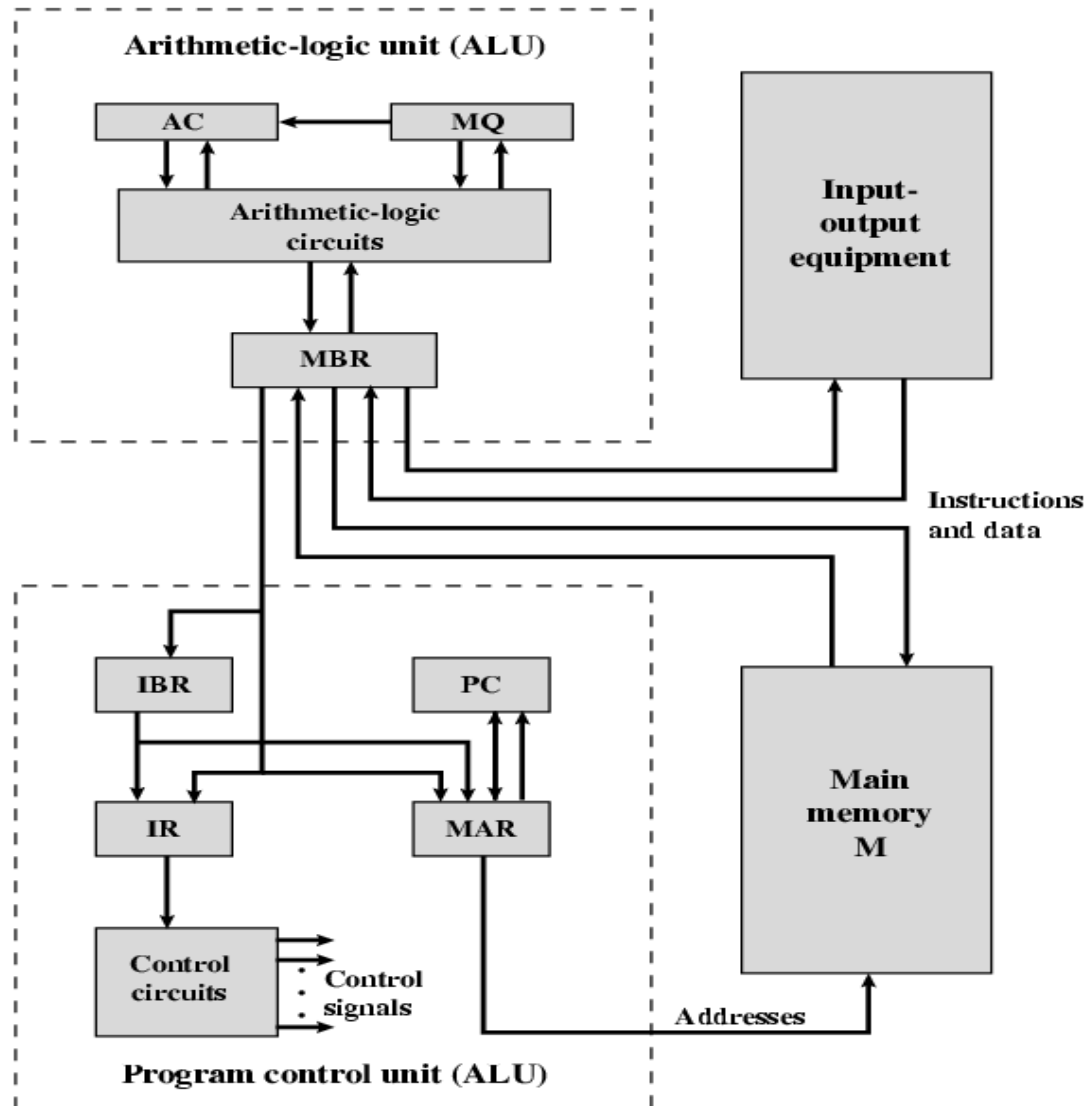 Arithmetic-logic unit (ALU)
AC
MQ
Arithmetic-logic
circuits
MBR
Input-
output
equipment
Instructions
and data
IBR
PC
IR
MAR
Main
memory
M
Control
circuits
Control
signals
Addresses
Program control unit (ALU)